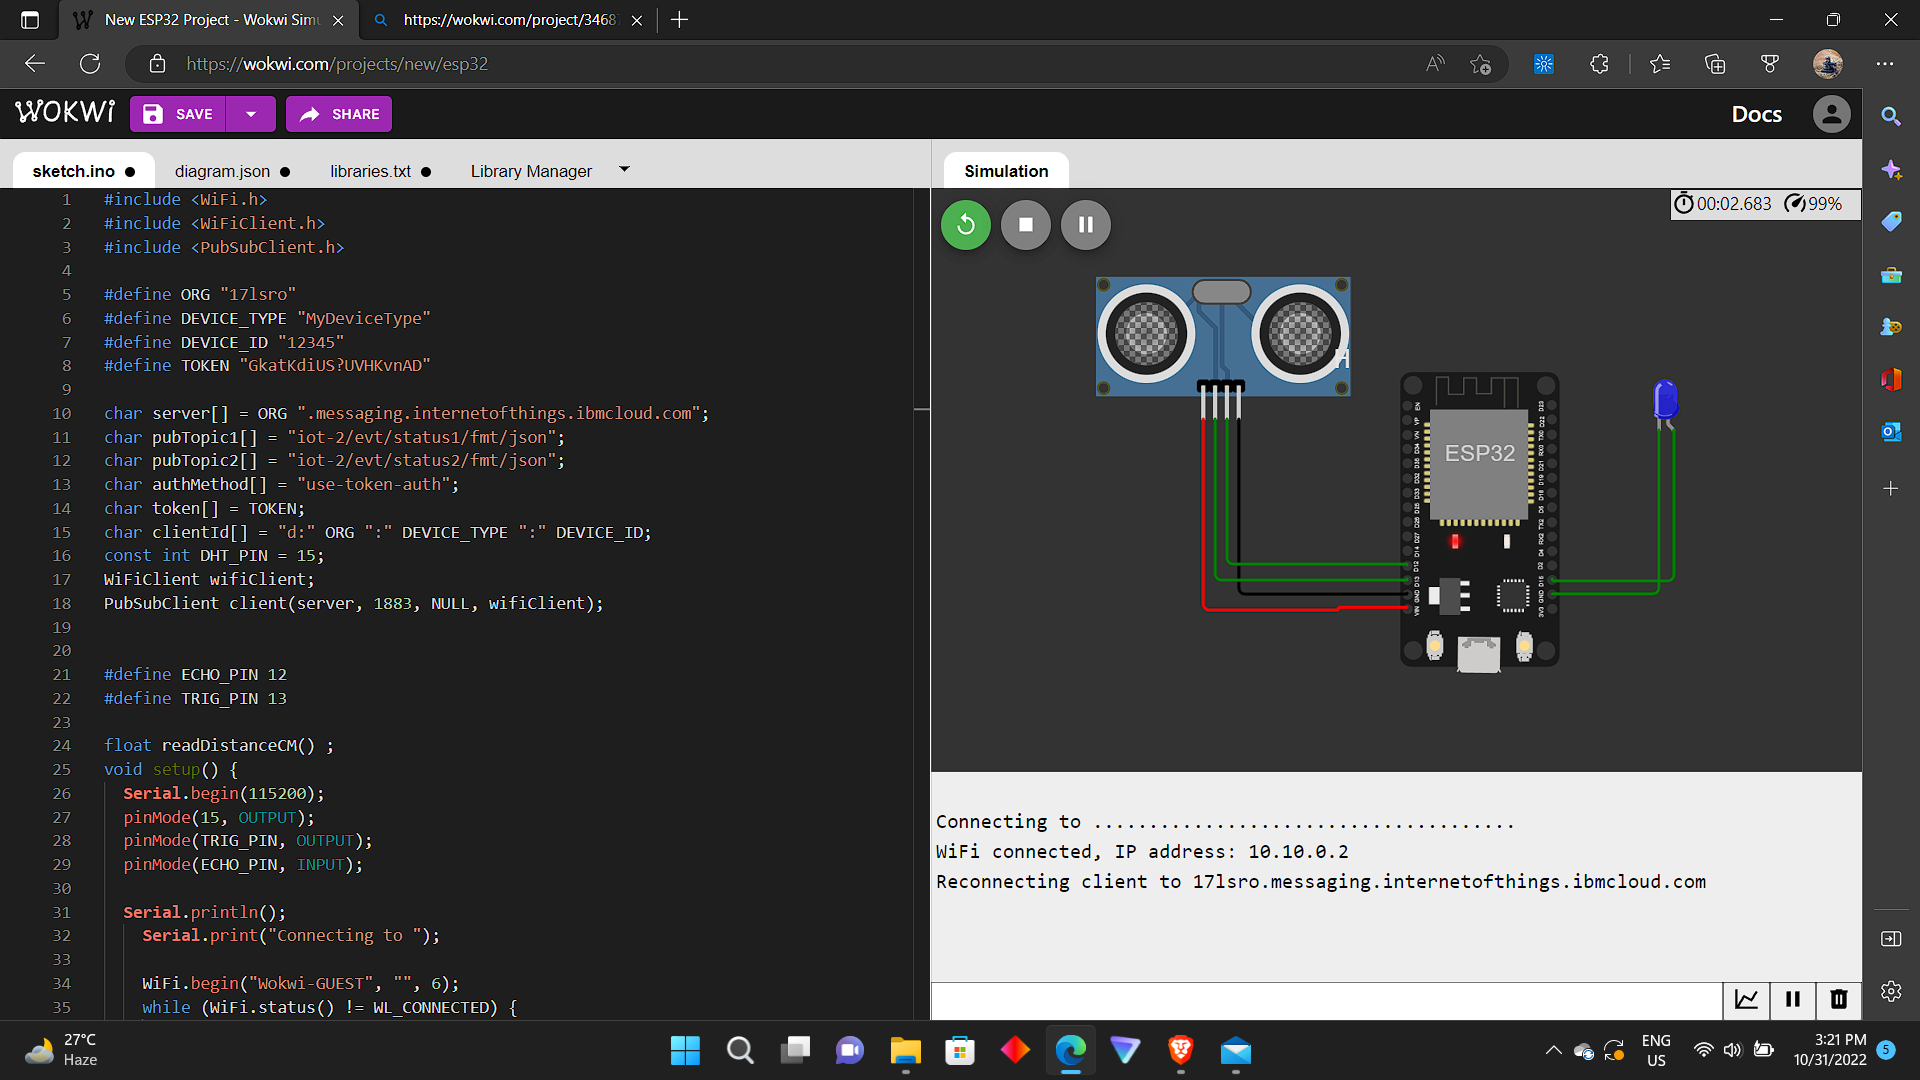 New ESP32 Project - Wokwi Simu
https://wokwi.com/project/3468
https://wokwi.com/projects/new/esp32
WOKWi
SAVE
SHARE
Docs
sketch.ino
diagram.json
libraries.txt
Library Manager
Simulation
00:02.683
99%
1 #include <WiFi.h>
2 #include <WiFiClient.h>
3 #include <PubSubClient.h>
4
5 #define ORG "17lsro"
6 #define DEVICE_TYPE "MyDeviceType"
7 #define DEVICE_ID "12345"
8 #define TOKEN "GkatKdiUS?UVHKvnAD"
9
10 char server[] = ORG ".messaging.internetofthings.ibmcloud.com";
11 char pubTopic1[] = "iot-2/evt/status1/fmt/json";
12 char pubTopic2[] = "iot-2/evt/status2/fmt/json";
13 char authMethod[] = "use-token-auth";
14 char token[] = TOKEN;
15 char clientId[] = "d:" ORG ":" DEVICE_TYPE ":" DEVICE_ID;
16 const int DHT_PIN = 15;
17 WiFiClient wifiClient;
18 PubSubClient client(server, 1883, NULL, wifiClient);
19
20
21 #define ECHO_PIN 12
22 #define TRIG_PIN 13
23
24 float readDistanceCM() ;
25 void setup() {
26 Serial.begin(115200);
27 pinMode(15, OUTPUT);
28 pinMode(TRIG_PIN, OUTPUT);
29 pinMode(ECHO_PIN, INPUT);
30
31 Serial.println();
32 Serial.print("Connecting to ");
33
34 WiFi.begin("Wokwi-GUEST", "", 6);
35 while (WiFi.status() != WL_CONNECTED) {
ESP32
Connecting to .......................................
WiFi connected, IP address: 10.10.0.2
Reconnecting client to 17lsro.messaging.internetofthings.ibmcloud.com
27°C
Haze
ENG
US
3:21 PM
10/31/2022
5